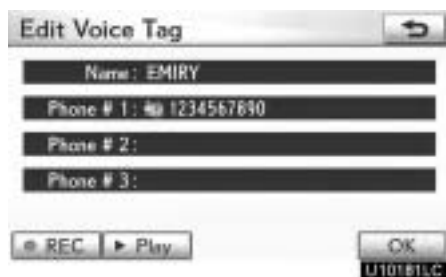 Edit Voice Tag
Name: EMIRY
Phone # 1: 1234567890
Phone # 2:
Phone # 3:
REC Play OK
U10181LC